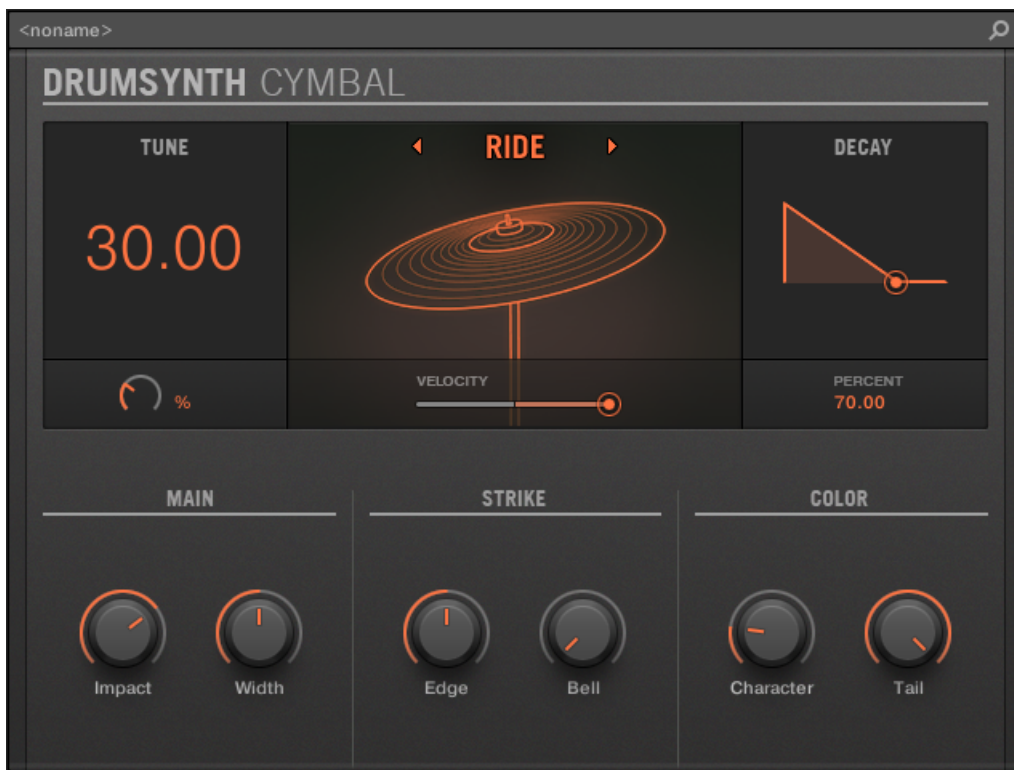 <noname>
DRUMSYNTH CYMBAL
TUNE
RIDE
DECAY
30.00
%
VELOCITY
PERCENT
70.00
MAIN
STRIKE
COLOR
Impact
Width
Edge
Bell
Character
Tail